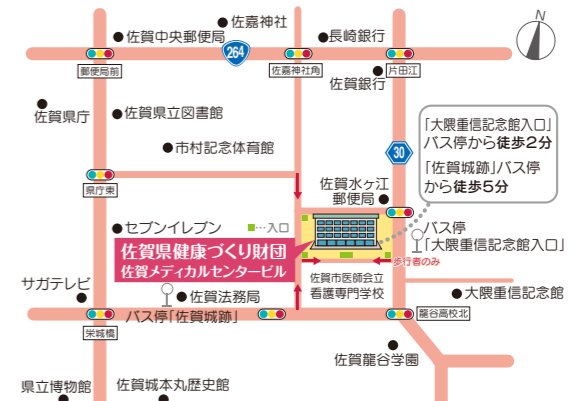 佐嘉神社
N
佐賀中央郵便局
264
長崎銀行
郵便局前
佐嘉神社角
片田江
佐賀銀行
佐賀県庁
佐賀県立図書館
「大隈重信記念館入口」
バス停から徒歩2分
「佐賀城跡」バス停
から徒歩5分
市村記念体育館
30
県庁東
佐賀水ヶ江
郵便局
セブンイレブン
…入口
バス停
「大隈重信記念館入口」
佐賀県健康づくり財団
佐賀メディカルセンタービル
歩行者のみ
サガテレビ
佐賀法務局
佐賀市医師会立
看護専門学校
大隈重信記念館
バス停「佐賀城跡」
龍谷高校北
栄城橋
佐賀龍谷学園
県立博物館
佐賀城本丸歴史館